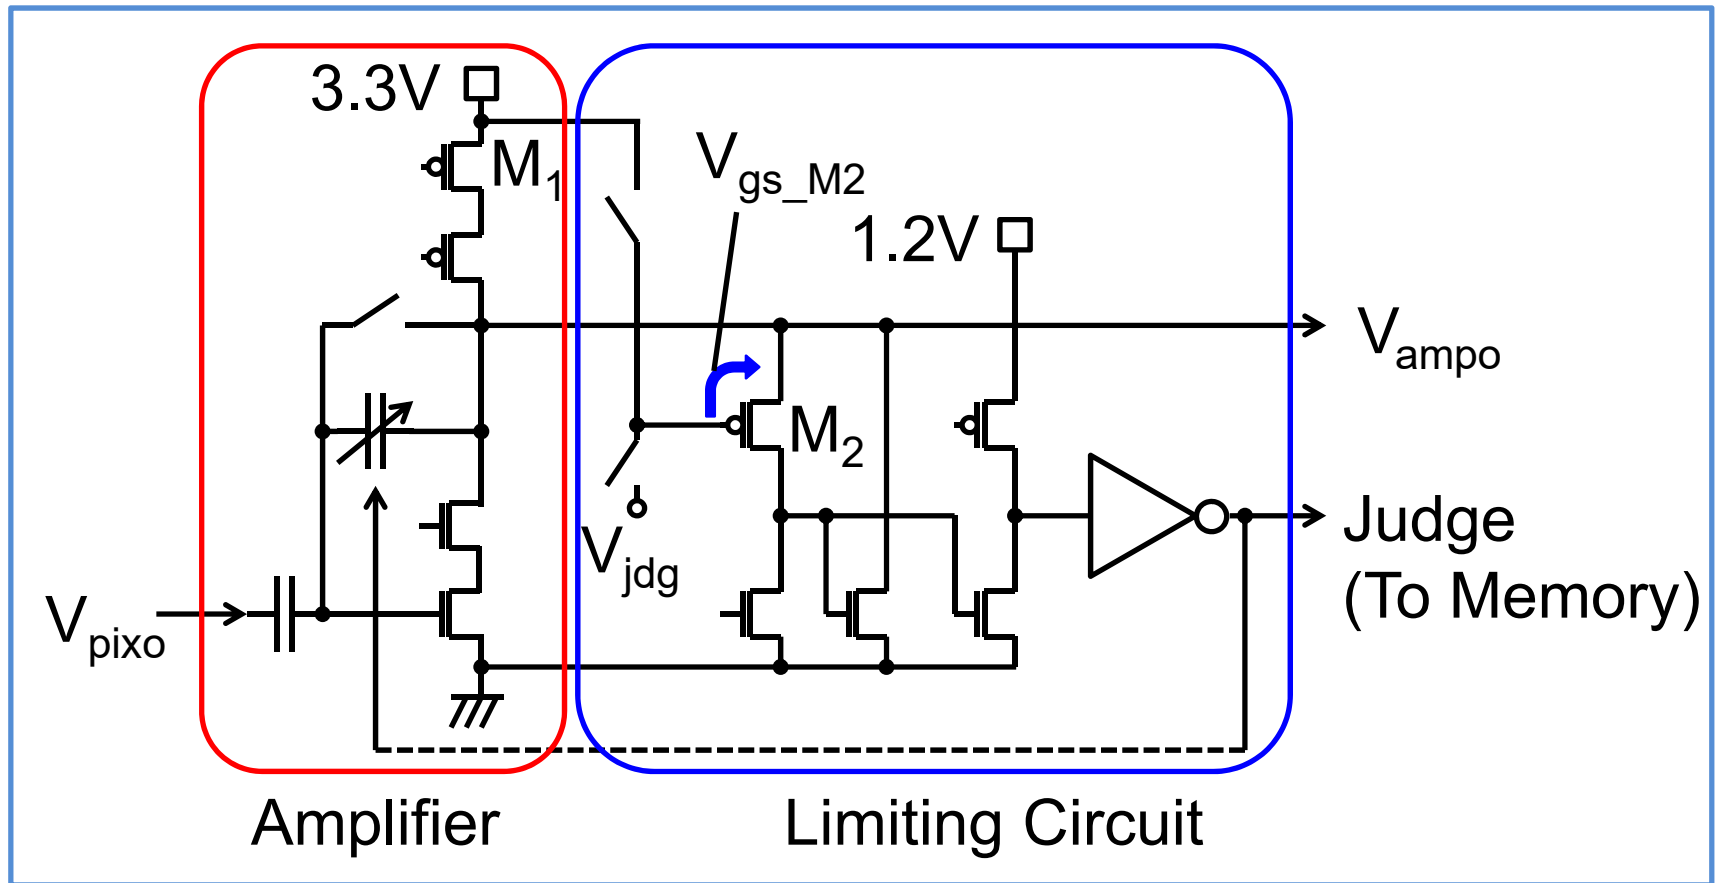 3.3V
M1
Vgs_M2
1.2V
Vampo
M2
Vjdg
Judge
(To Memory)
Vpixo
Amplifier
Limiting Circuit